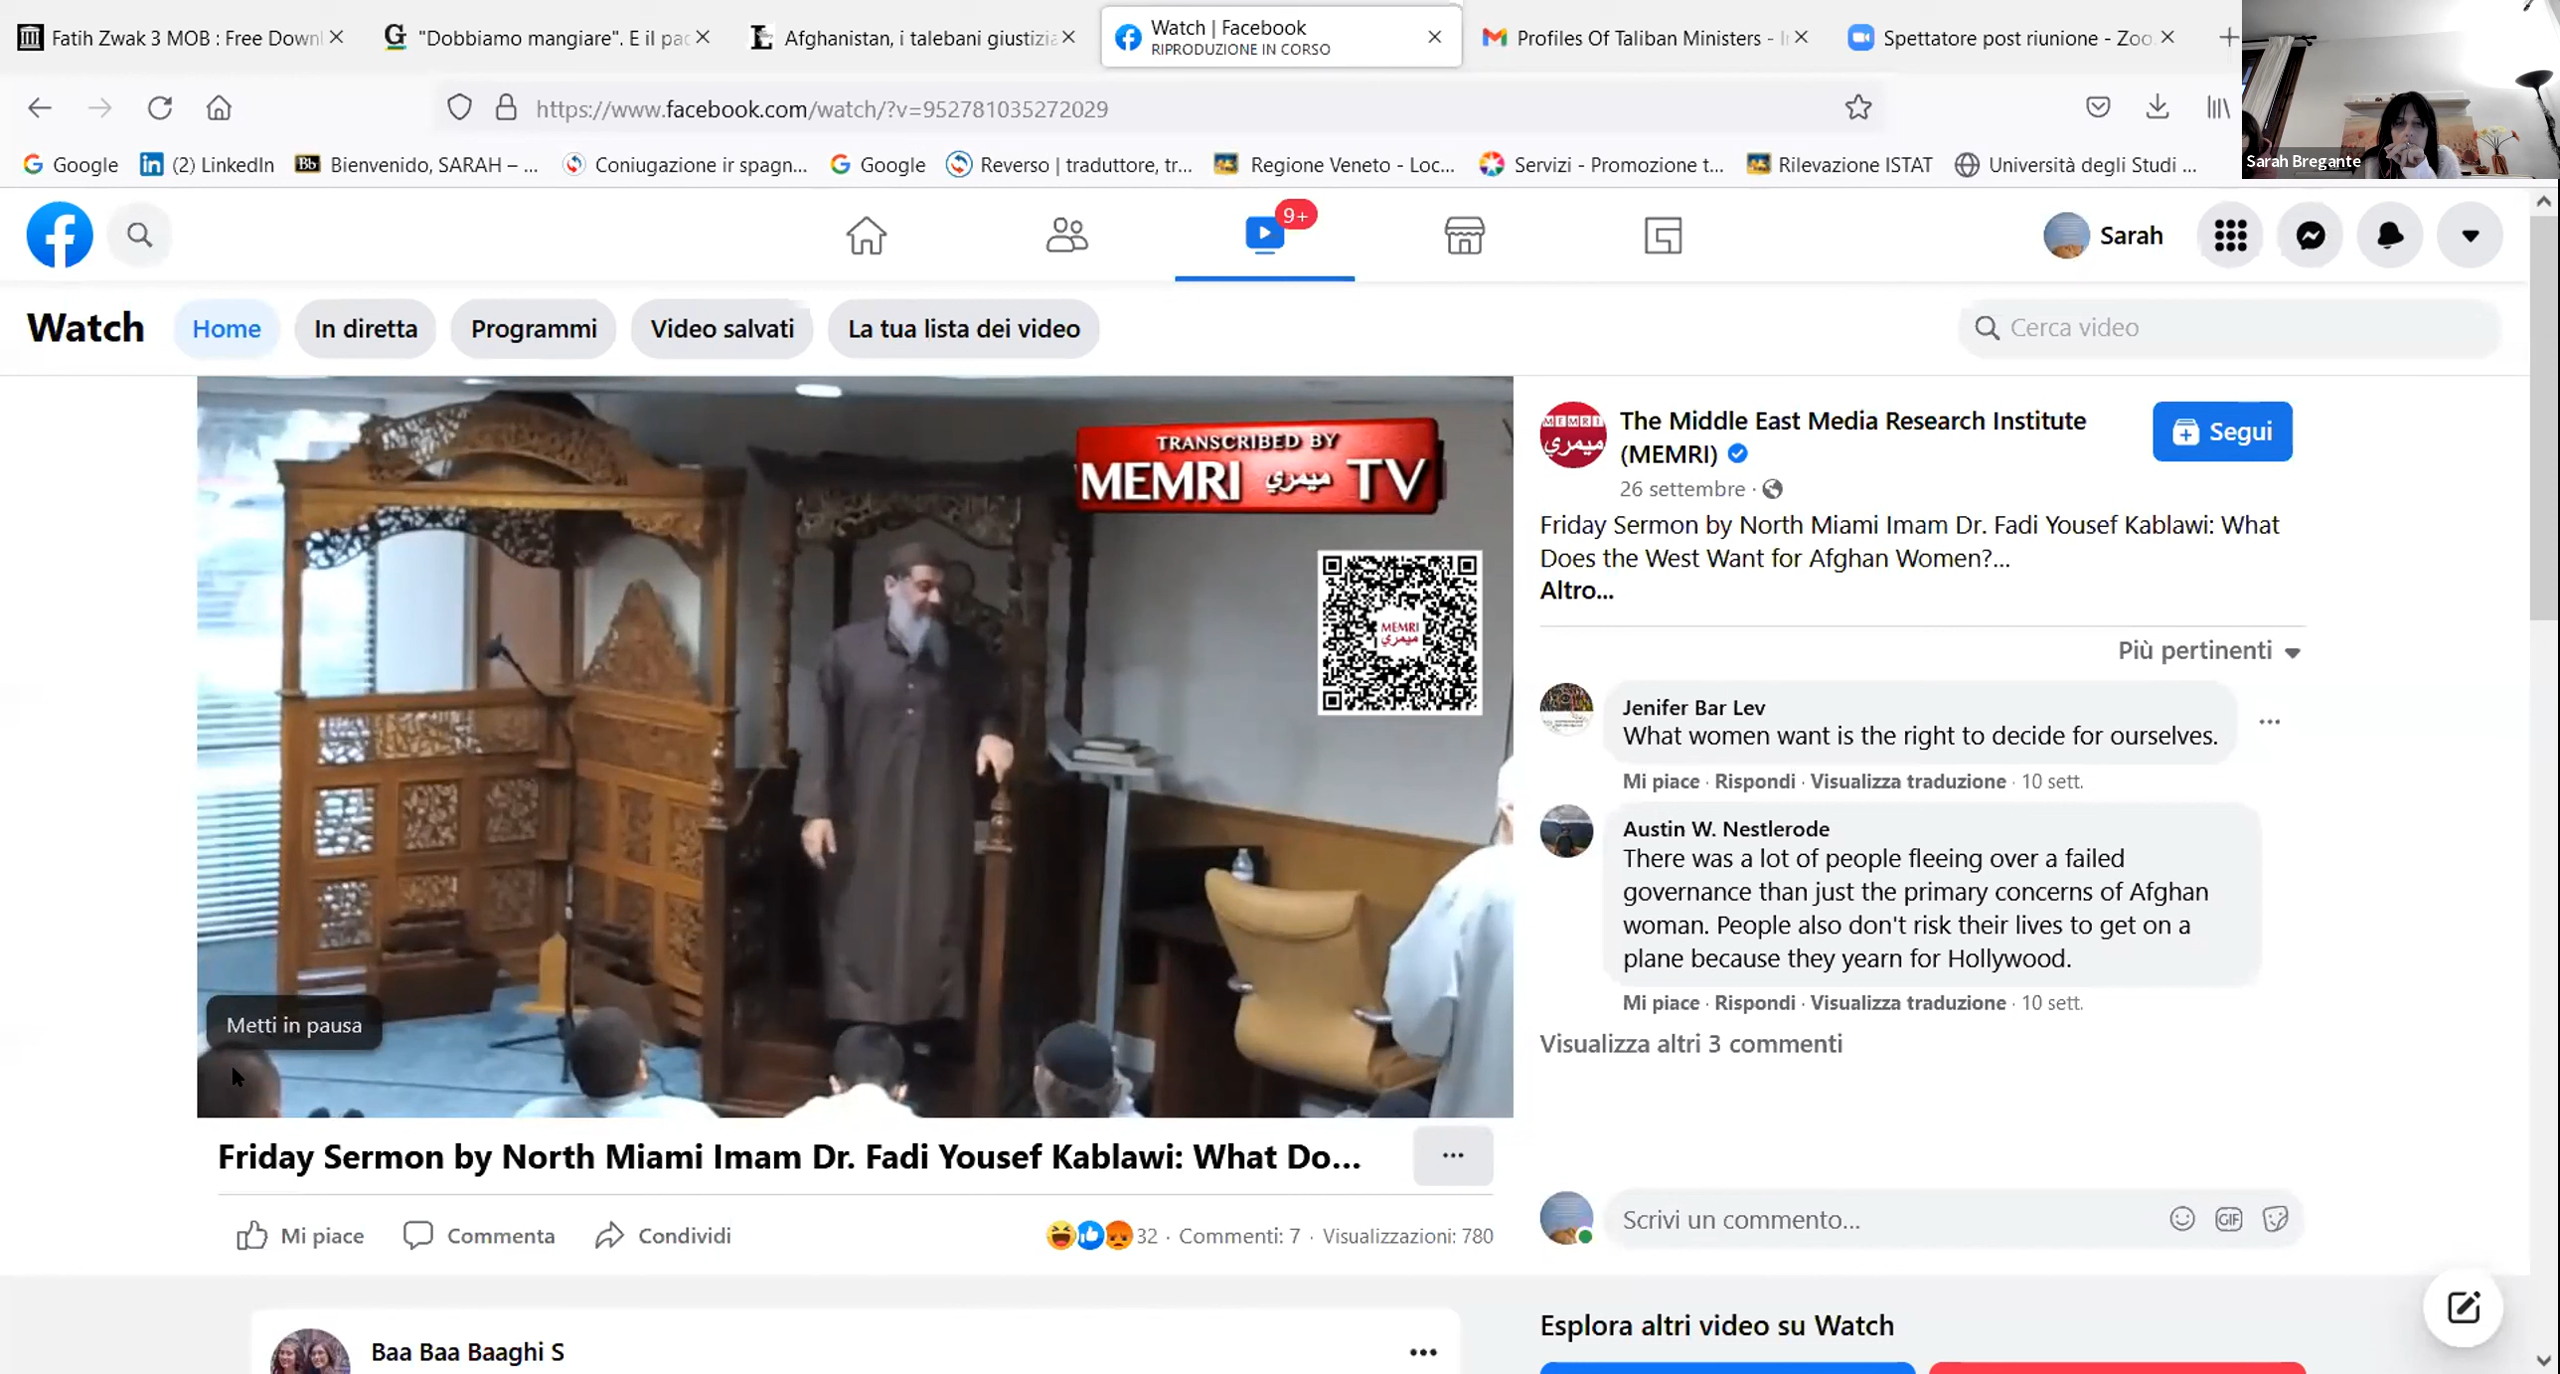 Fatih Zwak 3 MOB : Free Downl
"Dobbiamo mangiare". E il pad
Afghanistan, i talebani giustizia
Watch | Facebook
RIPRODUZIONE IN CORSO
Profiles Of Taliban Ministers - I
Spettatore post riunione - Zoo
https://www.facebook.com/watch/?v=952781035272029
Google
(2) LinkedIn
Bb Bienvenido, SARAH – ...
Coniugazione ir spagn...
Google
Reverso | traduttore, tr...
Regione Veneto - Loc...
Servizi - Promozione t...
Rilevazione ISTAT
Università degli Studi ...
Sarah Bregante
9+
Sarah
Watch
Home
In diretta
Programmi
Video salvati
La tua lista dei video
Cerca video
TRANSCRIBED BY
MEMRI ميمري TV
MEMRI
ميمري
Metti in pausa
MEMRI
ميمري
The Middle East Media Research Institute
(MEMRI)
26 settembre ·
Segui
Friday Sermon by North Miami Imam Dr. Fadi Yousef Kablawi: What
Does the West Want for Afghan Women?...
Altro...
Più pertinenti
Jenifer Bar Lev
What women want is the right to decide for ourselves.
Mi piace · Rispondi · Visualizza traduzione · 10 sett.
Austin W. Nestlerode
There was a lot of people fleeing over a failed
governance than just the primary concerns of Afghan
woman. People also don't risk their lives to get on a
plane because they yearn for Hollywood.
Mi piace · Rispondi · Visualizza traduzione · 10 sett.
Visualizza altri 3 commenti
Scrivi un commento...
GIF
Friday Sermon by North Miami Imam Dr. Fadi Yousef Kablawi: What Do...
Mi piace
Commenta
Condividi
32 · Commenti: 7 · Visualizzazioni: 780
Baa Baa Baaghi S
Esplora altri video su Watch